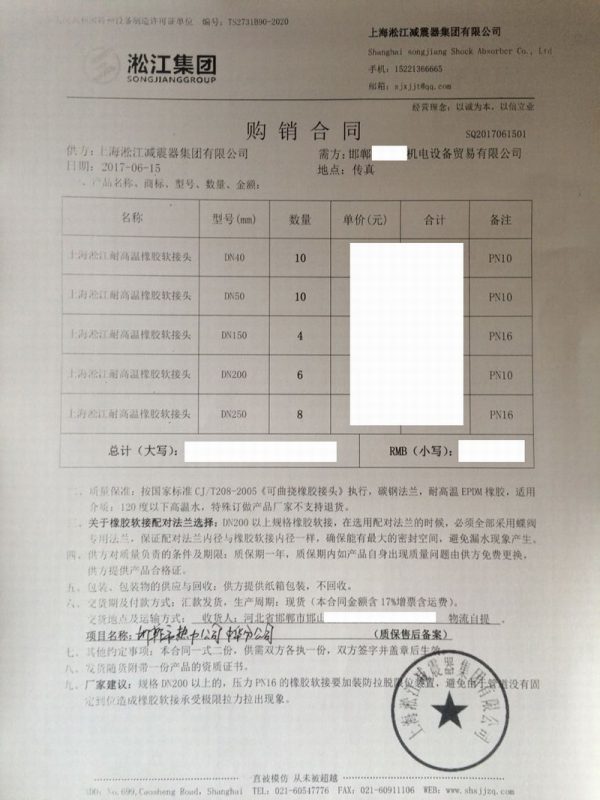 设备制造许可证单位 编号：TS2731B90-2020
上海淞江减震器集团有限公司
Shanghai songjiang Shock Absorber Co., Ltd
淞江集团
SONGJIANGGROUP
手机：15221366665
邮箱：sjxjjt@qq.com
经营理念：以诚为本，以信立业
购销合同
SQ2017061501
供方：上海淞江减震器集团有限公司
需方：邯郸 机电设备贸易有限公司
日期：2017-06-15
地点：传真
一、产品名称、商标、型号、数量、金额：
名称 型号(mm) 数量 单价(元) 合计 备注
上海淞江耐高温橡胶软接头 DN40 10 PN10
上海淞江耐高温橡胶软接头 DN50 10 PN10
上海淞江耐高温橡胶软接头 DN150 4 PN16
上海淞江耐高温橡胶软接头 DN200 6 PN10
上海淞江耐高温橡胶软接头 DN250 8 PN16
总计（大写）： RMB（小写）：
二、质量保准：按国家标准 CJ/T208-2005《可曲挠橡胶接头》执行，碳钢法兰，耐高温 EPDM 橡胶，适用
介质：120 度以下高温水，特殊订做产品厂家不支持退货。
三、关于橡胶软接配对法兰选择：DN200 以上规格橡胶软接，在选用配对法兰的时候，必须全部采用蝶阀
专用法兰，保证配对法兰内径与橡胶软接内径一样，确保能有最大的密封空间，避免漏水现象产生。
四、供方对质量负责的条件及期限：质保期一年，质保期内如产品自身出现质量问题由供方免费更换，
供方提供产品合格证。
五、包装、包装物的供应与回收：供方提供纸箱包装，不回收。
六、交货期及付款方式：汇款发货，生产周期：现货（本合同金额含 17%增票含运费）。
交货地点及运输方式： 收货人：河北省邯郸市邯山 物流自提 。
项目名称：邯郸市热力公司 分公司 （质保售后备案）
七、其他约定事项：本合同一式二份，供需双方各执一份，双方签字并盖章后生效。
八、发货随货附带一份产品的资质证书。
九、厂家建议：规格 DN200 以上的，压力 PN16 的橡胶软接要加装防拉脱限位装置，避免由于管道没有固
定到位造成橡胶软接承受极限拉力拉出现象。
上海淞江减震器集团有限公司
直被模仿 从未被超越
ADD: No.699,Caosheng Road, Shanghai TEL: 021-60547776 FAX: 021-60911106 WEB: www.shsjjzq.com